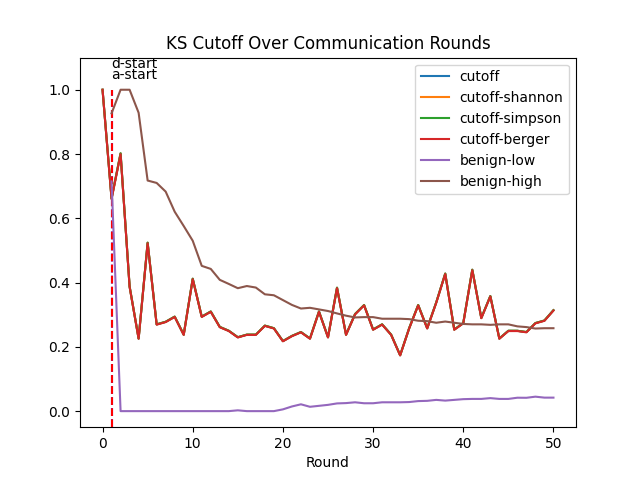 KS Cutoff Over Communication Rounds
d-start
a-start
cutoff
cutoff-shannon
cutoff-simpson
cutoff-berger
benign-low
benign-high
1.0
0.8
0.6
0.4
0.2
0.0
0 10 20 30 40 50
Round